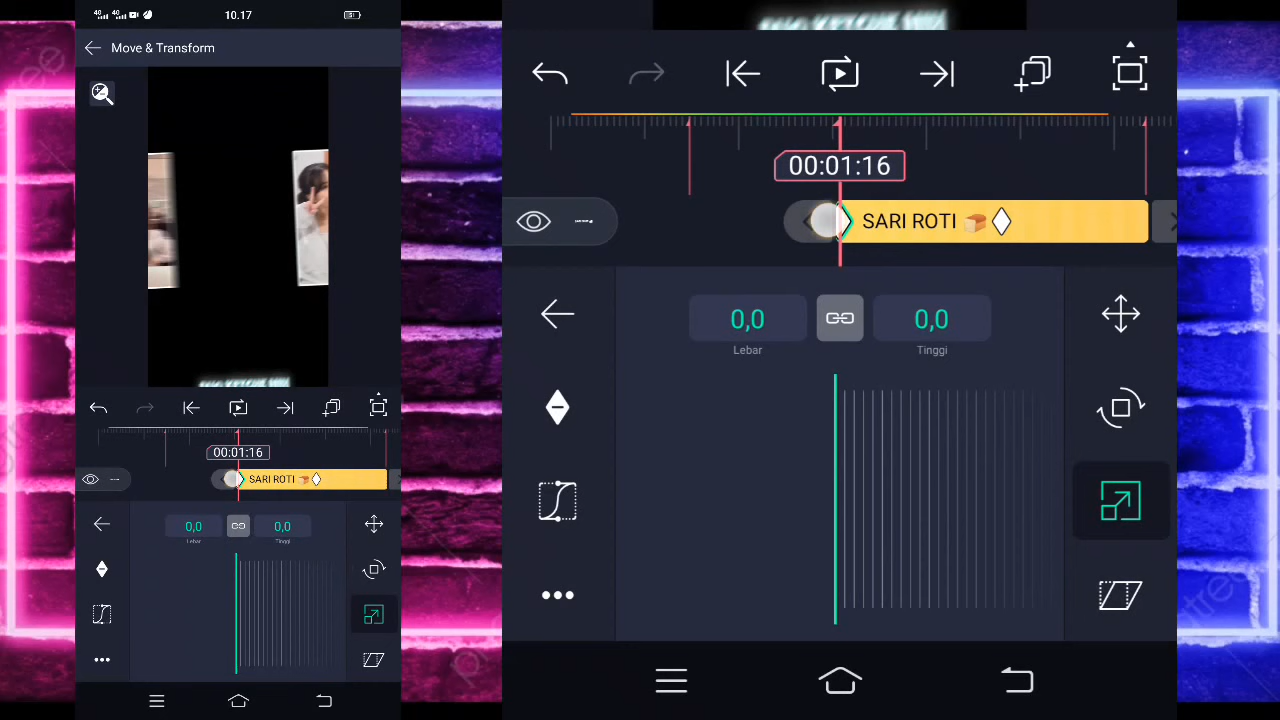 10.17
Move & Transform
00:01:16
SARI ROTI
0,0
0,0
Lebar
Tinggi
00:01:16
SARI ROTI
0,0
0,0
Lebar
Tinggi